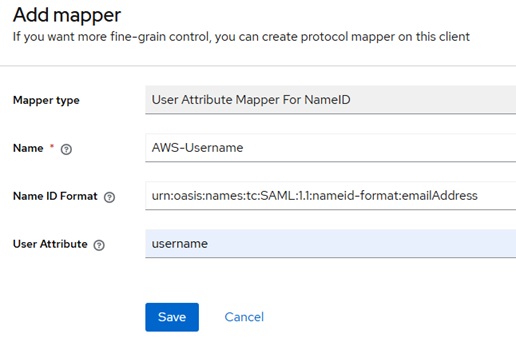 Add mapper
If you want more fine-grain control, you can create protocol mapper on this client
Mapper type
User Attribute Mapper For NameID
Name *
AWS-Username
Name ID Format
urn:oasis:names:tc:SAML:1.1:nameid-format:emailAddress
User Attribute
username
Save
Cancel